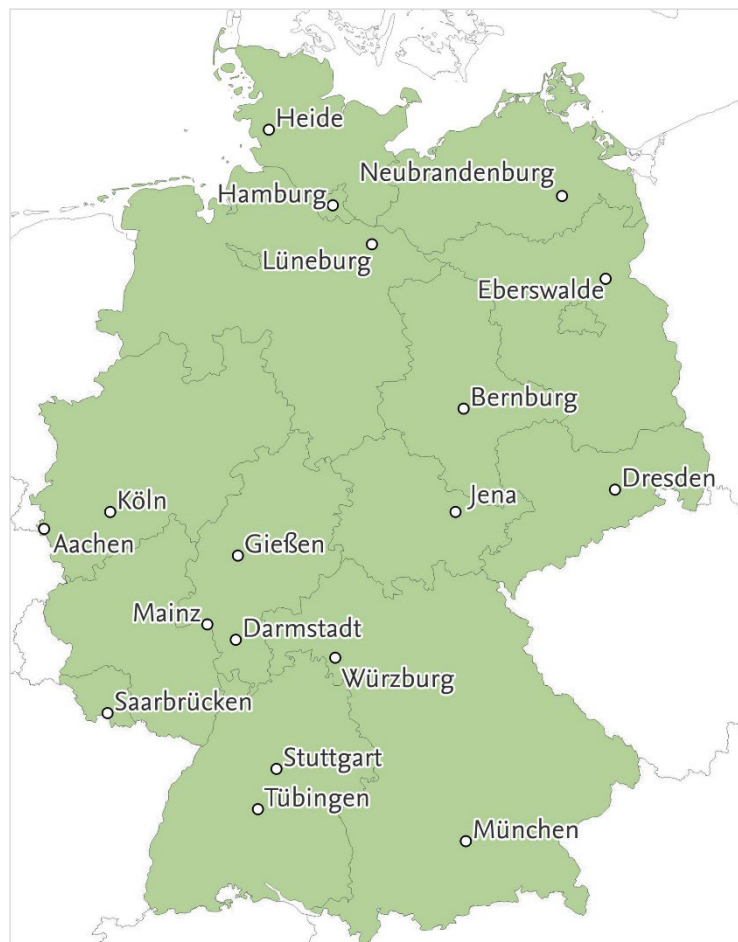 Heide
Neubrandenburg
Hamburg
Lüneburg
Eberswalde
Bernburg
Dresden
Köln
Jena
Aachen
Gießen
Mainz
Darmstadt
Würzburg
Saarbrücken
Stuttgart
Tübingen
München